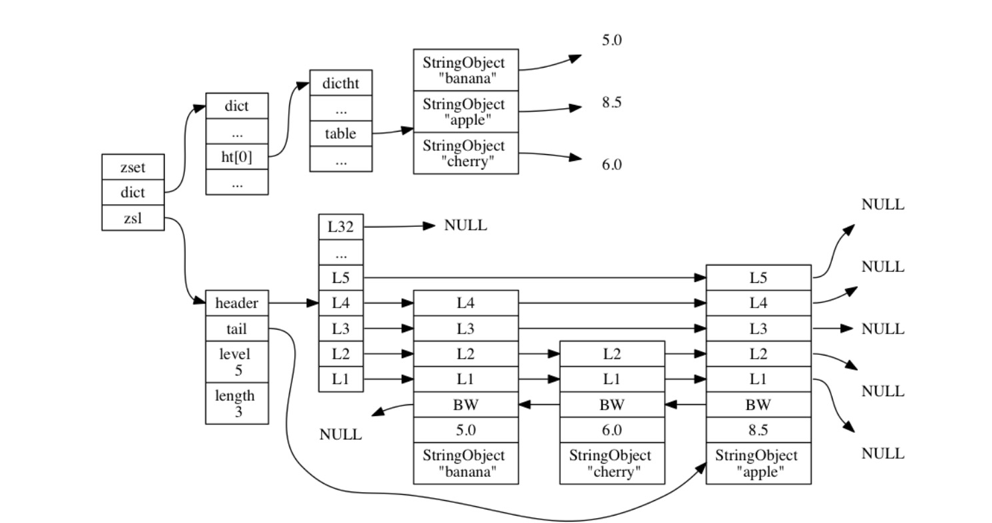 zset
dict
zsl
dict
...
ht[0]
...
dictht
...
table
...
StringObject
"banana"
StringObject
"apple"
StringObject
"cherry"
5.0
8.5
6.0
header
tail
level
5
length
3
L32
...
L5
L4
L3
L2
L1
NULL
NULL
L4
L3
L2
L1
BW
5.0
StringObject
"banana"
L2
L1
BW
6.0
StringObject
"cherry"
L5
L4
L3
L2
L1
BW
8.5
StringObject
"apple"
NULL
NULL
NULL
NULL
NULL